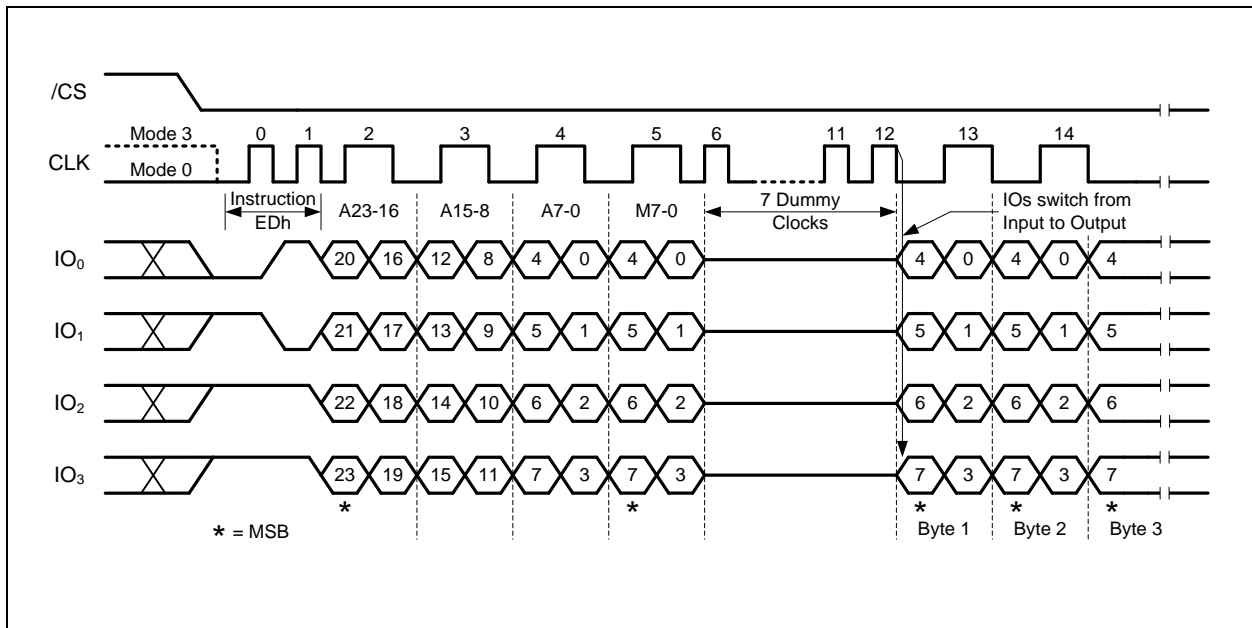 /CS
Mode 3 0 1 2 3 4 5 6 11 12 13 14
CLK
Mode 0
Instruction A23-16 A15-8 A7-0 M7-0 7 Dummy IOs switch from
EDh Clocks Input to Output
IO0 20 16 12 8 4 0 4 0 4 0 4 0 4
IO1 21 17 13 9 5 1 5 1 5 1 5 1 5
IO2 22 18 14 10 6 2 6 2 6 2 6 2 6
IO3 23 19 15 11 7 3 7 3 7 3 7 3 7
* * * * *
* = MSB Byte 1 Byte 2 Byte 3